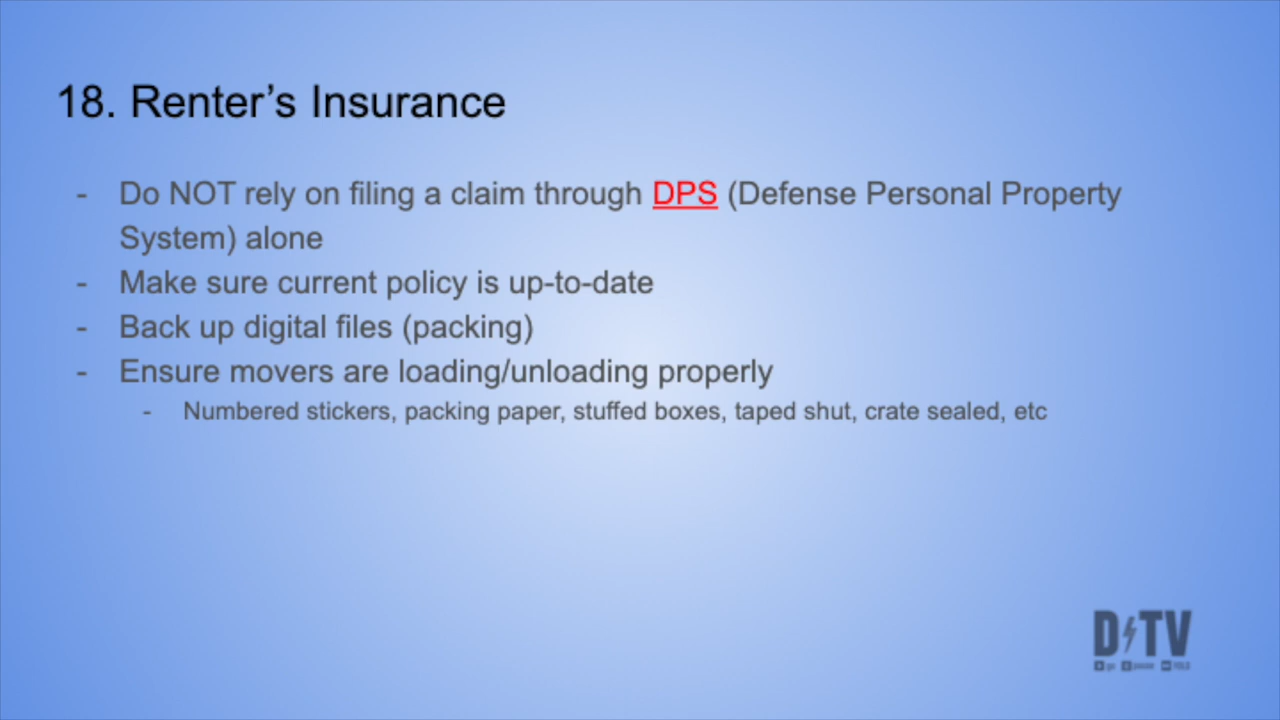 18. Renter's Insurance
- Do NOT rely on filing a claim through DPS (Defense Personal Property
System) alone
- Make sure current policy is up-to-date
- Back up digital files (packing)
- Ensure movers are loading/unloading properly
- Numbered stickers, packing paper, stuffed boxes, taped shut, crate sealed, etc
D TV